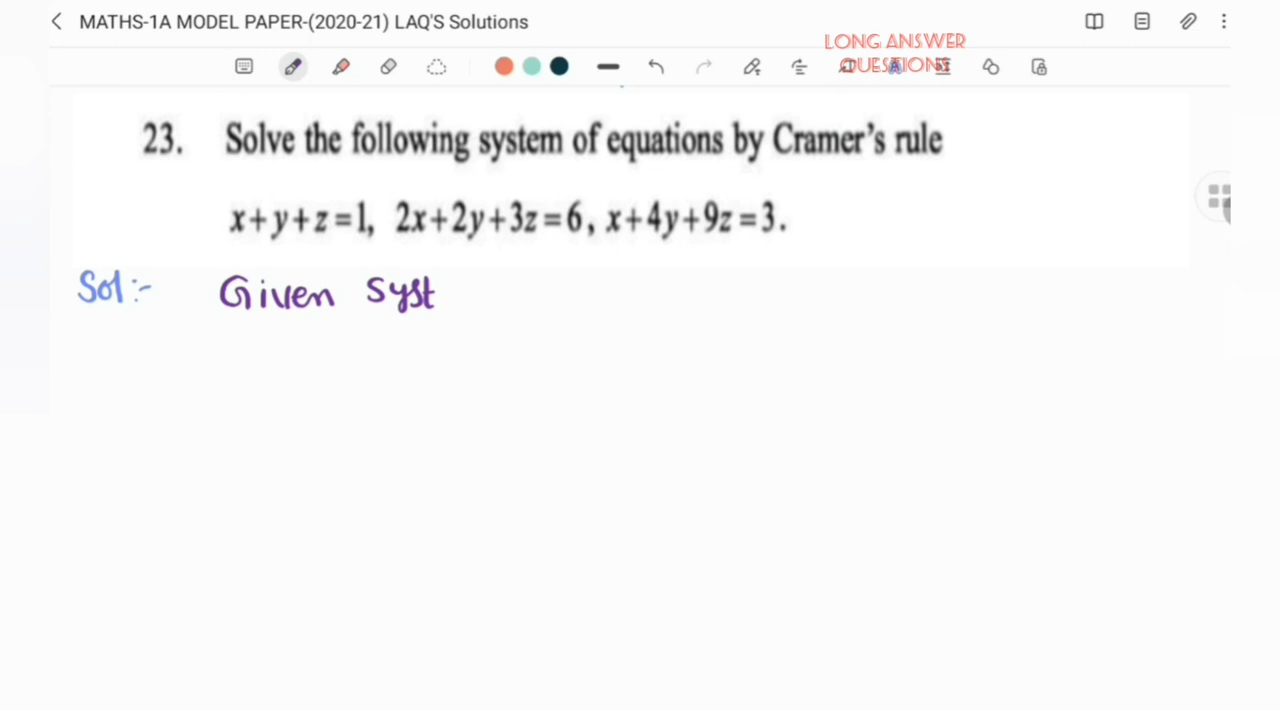 MATHS-1A MODEL PAPER-(2020-21) LAQ'S Solutions
LONG ANSWER
QUESTIONS
23. Solve the following system of equations by Cramer's rule
x+y+z=1, 2x+2y+3z=6, x+4y+9z=3.
Sol:- Given Syst